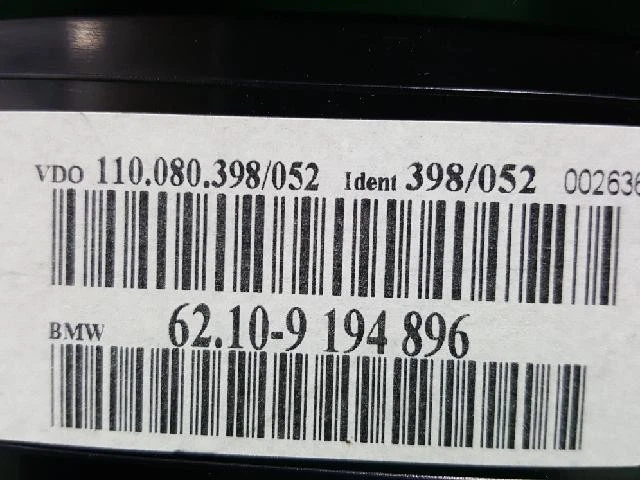 VDO 110.080.398/052 Ident 398/052 002636
BMW 62.10-9 194 896